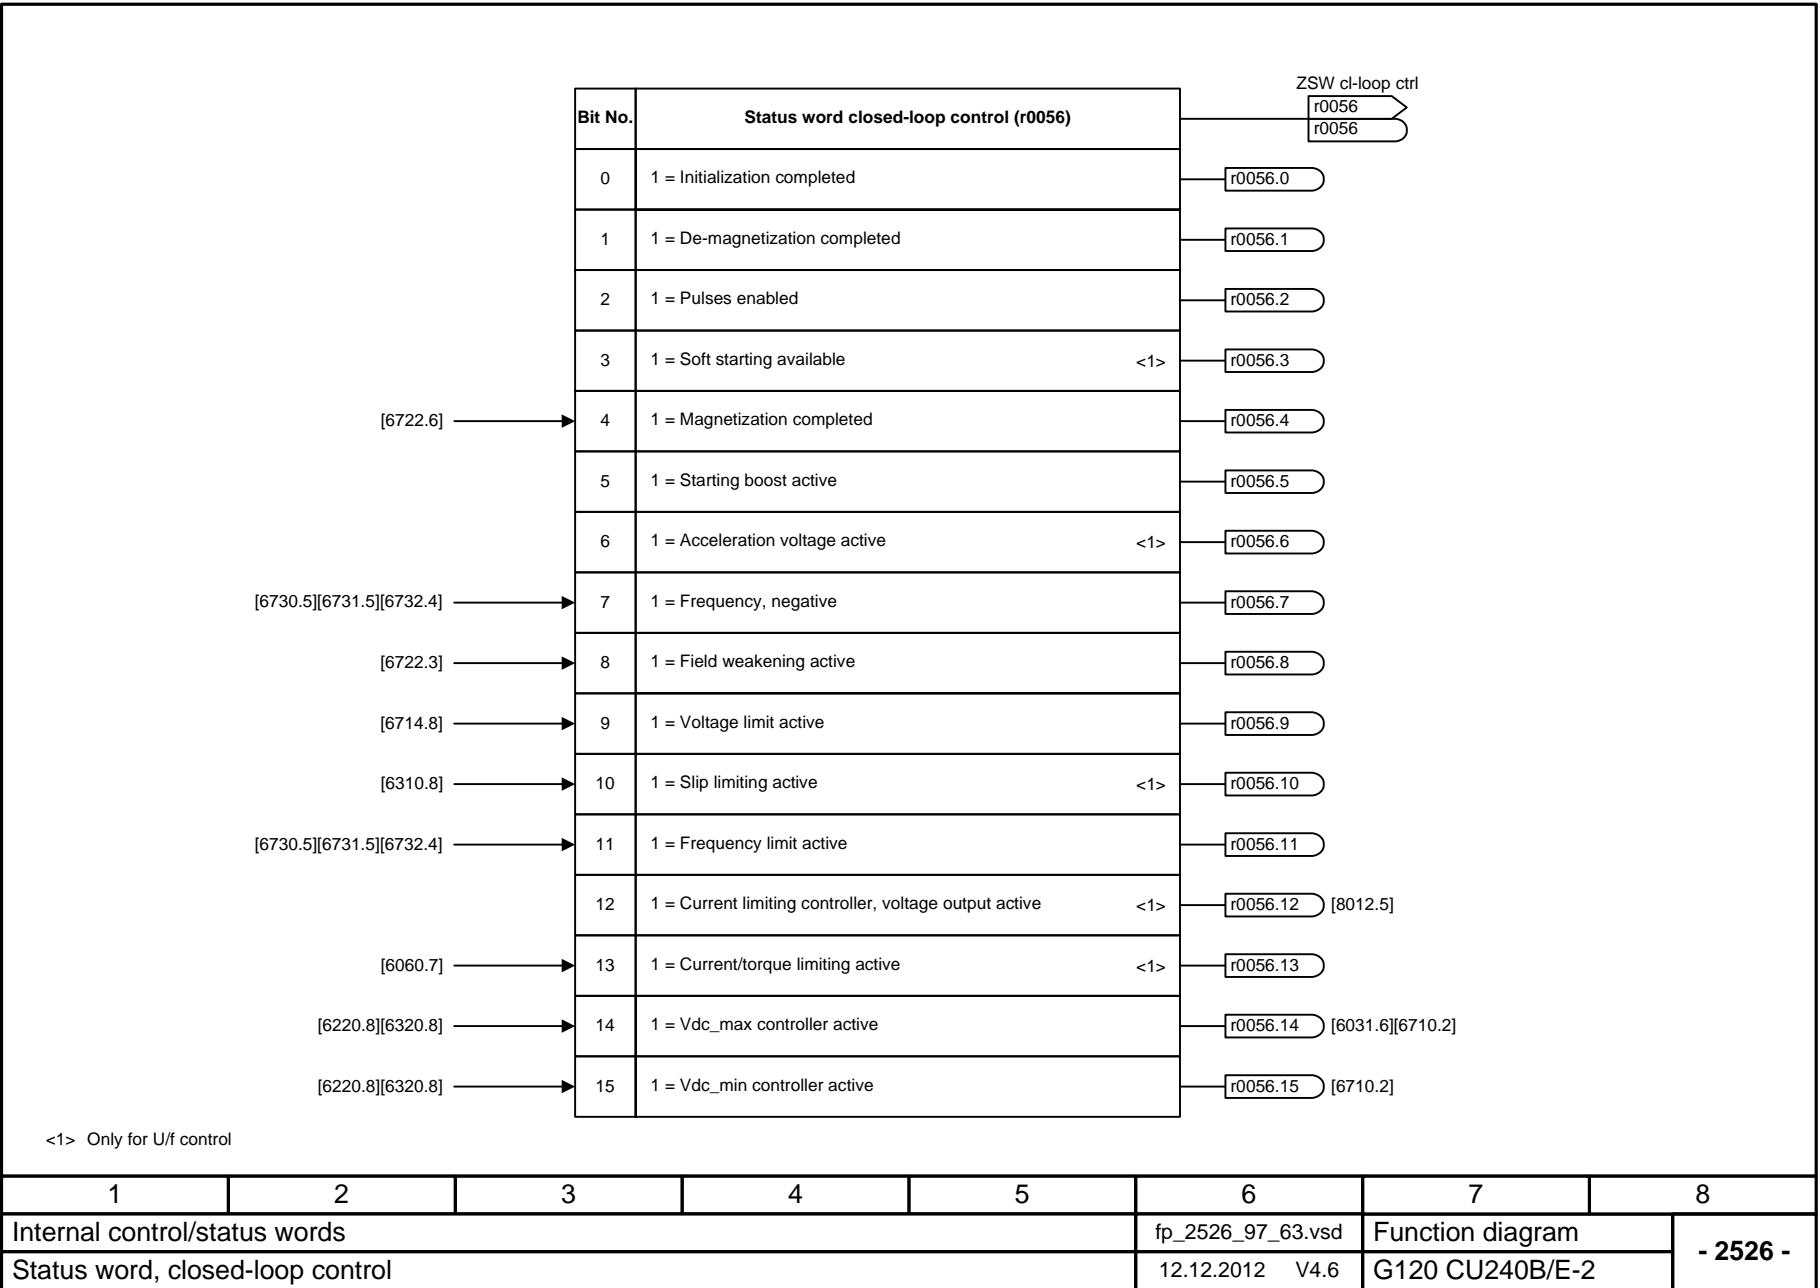 ZSW cl-loop ctrl
Bit No. Status word closed-loop control (r0056) r0056
r0056
0 1 = Initialization completed r0056.0
1 1 = De-magnetization completed r0056.1
2 1 = Pulses enabled r0056.2
3 1 = Soft starting available <1> r0056.3
[6722.6] 4 1 = Magnetization completed r0056.4
5 1 = Starting boost active r0056.5
6 1 = Acceleration voltage active <1> r0056.6
[6730.5][6731.5][6732.4] 7 1 = Frequency, negative r0056.7
[6722.3] 8 1 = Field weakening active r0056.8
[6714.8] 9 1 = Voltage limit active r0056.9
[6310.8] 10 1 = Slip limiting active <1> r0056.10
[6730.5][6731.5][6732.4] 11 1 = Frequency limit active r0056.11
12 1 = Current limiting controller, voltage output active <1> r0056.12 [8012.5]
[6060.7] 13 1 = Current/torque limiting active <1> r0056.13
[6220.8][6320.8] 14 1 = Vdc_max controller active r0056.14 [6031.6][6710.2]
[6220.8][6320.8] 15 1 = Vdc_min controller active r0056.15 [6710.2]
<1> Only for U/f control
1 2 3 4 5 6 7 8
Internal control/status words fp_2526_97_63.vsd Function diagram - 2526 -
Status word, closed-loop control 12.12.2012 V4.6 G120 CU240B/E-2